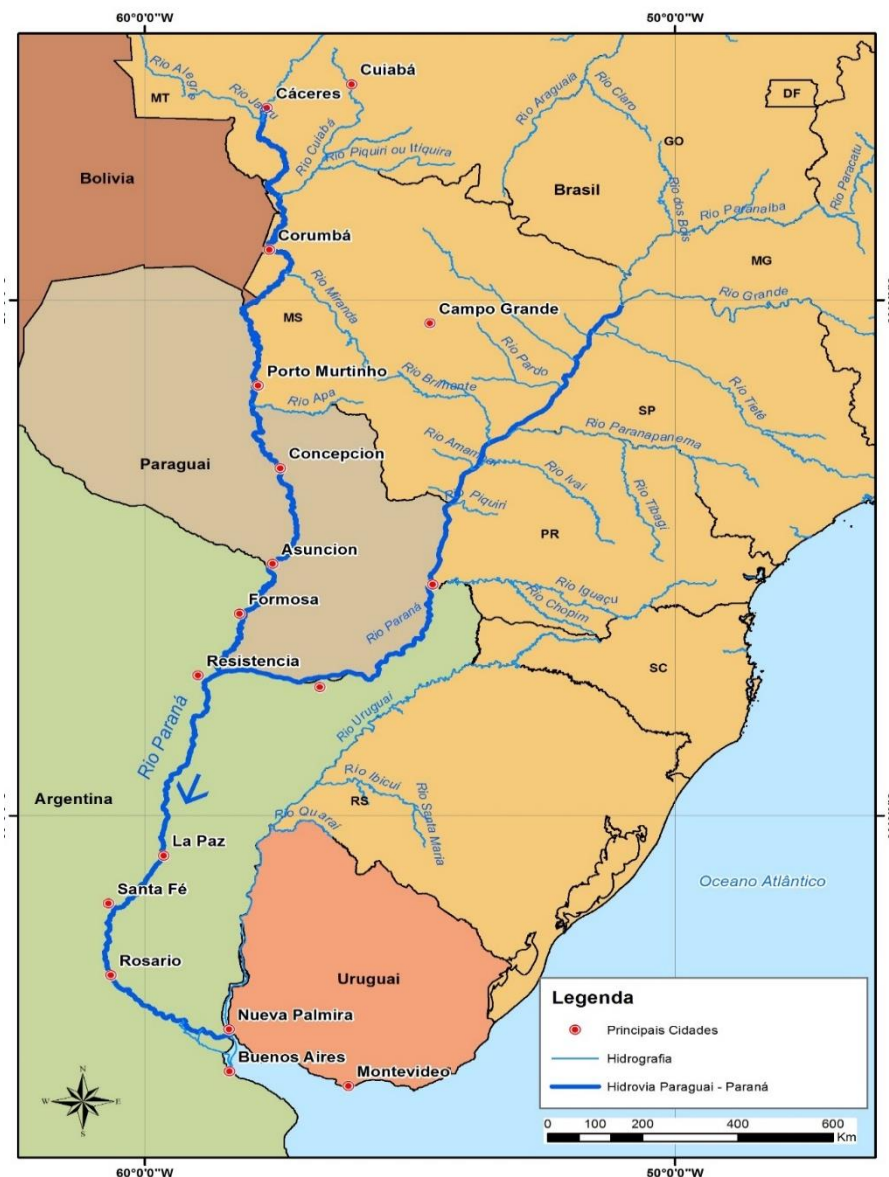 60°0'0"W
50°0'0"W
Cuiabá
Rio Alegre
MT
Rio Jauru
Cáceres
Rio Cuiabá
Rio Piquiri ou Itiquira
Rio Araguaia
Rio Claro
DF
GO
Bolivia
Brasil
Rio dos Bois
Rio Paranaíba
Rio Paracatu
Corumbá
MG
Rio Miranda
Rio Grande
MS
Campo Grande
Rio Pardo
Porto Murtinho
Rio Brilhante
Rio Apa
SP
Rio Tietê
Rio Paranapanema
Concepcion
Paraguai
Rio Amambai
Rio Ivaí
Rio Tibagi
Rio Piquiri
PR
Asuncion
Rio Iguaçu
Rio Chopim
Formosa
Rio Paraná
Resistencia
SC
Rio Uruguai
Rio Paraná
Rio Ibicuí
RS
Rio Santa Maria
Rio Quaraí
Argentina
La Paz
Oceano Atlântico
Santa Fé
Rosario
Uruguai
Nueva Palmira
Buenos Aires
Montevideo
Legenda
Principais Cidades
Hidrografia
Hidrovia Paraguai - Paraná
0 100 200 400 600
Km
N
W E
S
60°0'0"W
50°0'0"W